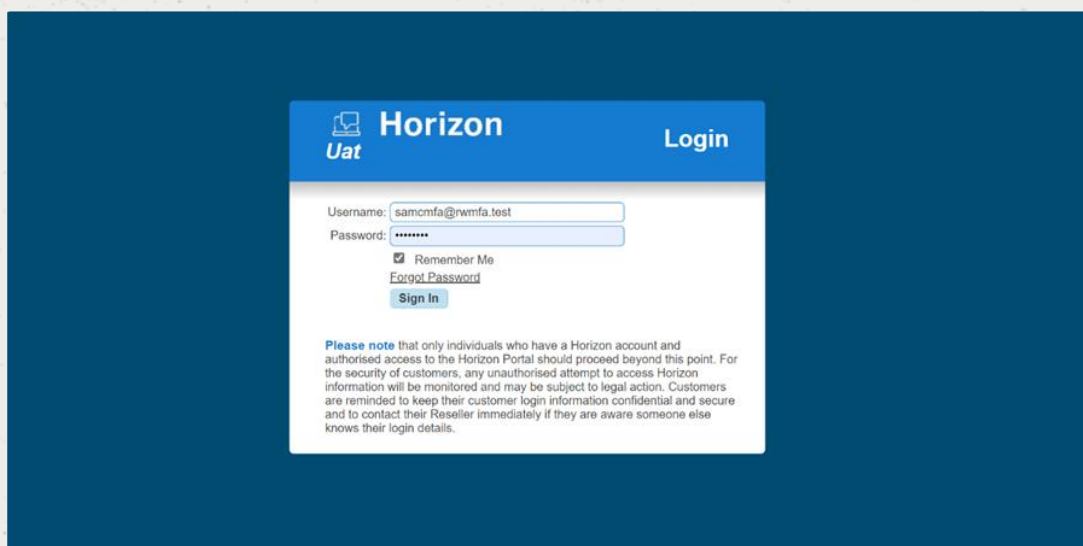 Horizon
Uat
Login
Username: samcmfa@rwmfa.test
Password: ••••••••
Remember Me
Forgot Password
Sign In
Please note that only individuals who have a Horizon account and
authorised access to the Horizon Portal should proceed beyond this point. For
the security of customers, any unauthorised attempt to access Horizon
information will be monitored and may be subject to legal action. Customers
are reminded to keep their customer login information confidential and secure
and to contact their Reseller immediately if they are aware someone else
knows their login details.